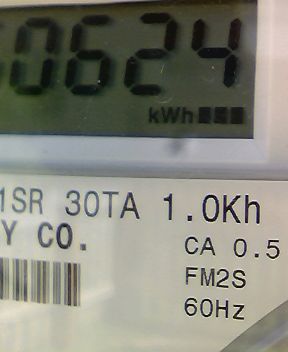 0624
kWh
1SR 30TA 1.0Kh
Y CO.
CA 0.5
FM2S
60Hz